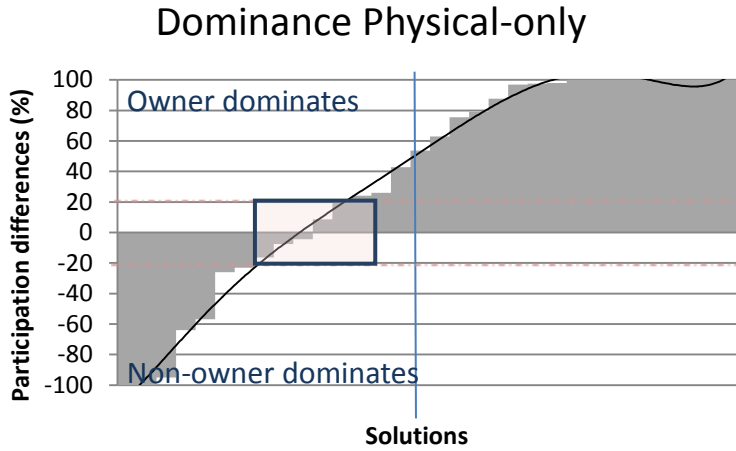 Dominance Physical-only
Participation differences (%)
100
80
60
40
20
0
-20
-40
-60
-80
-100
Owner dominates
Non-owner dominates
Solutions